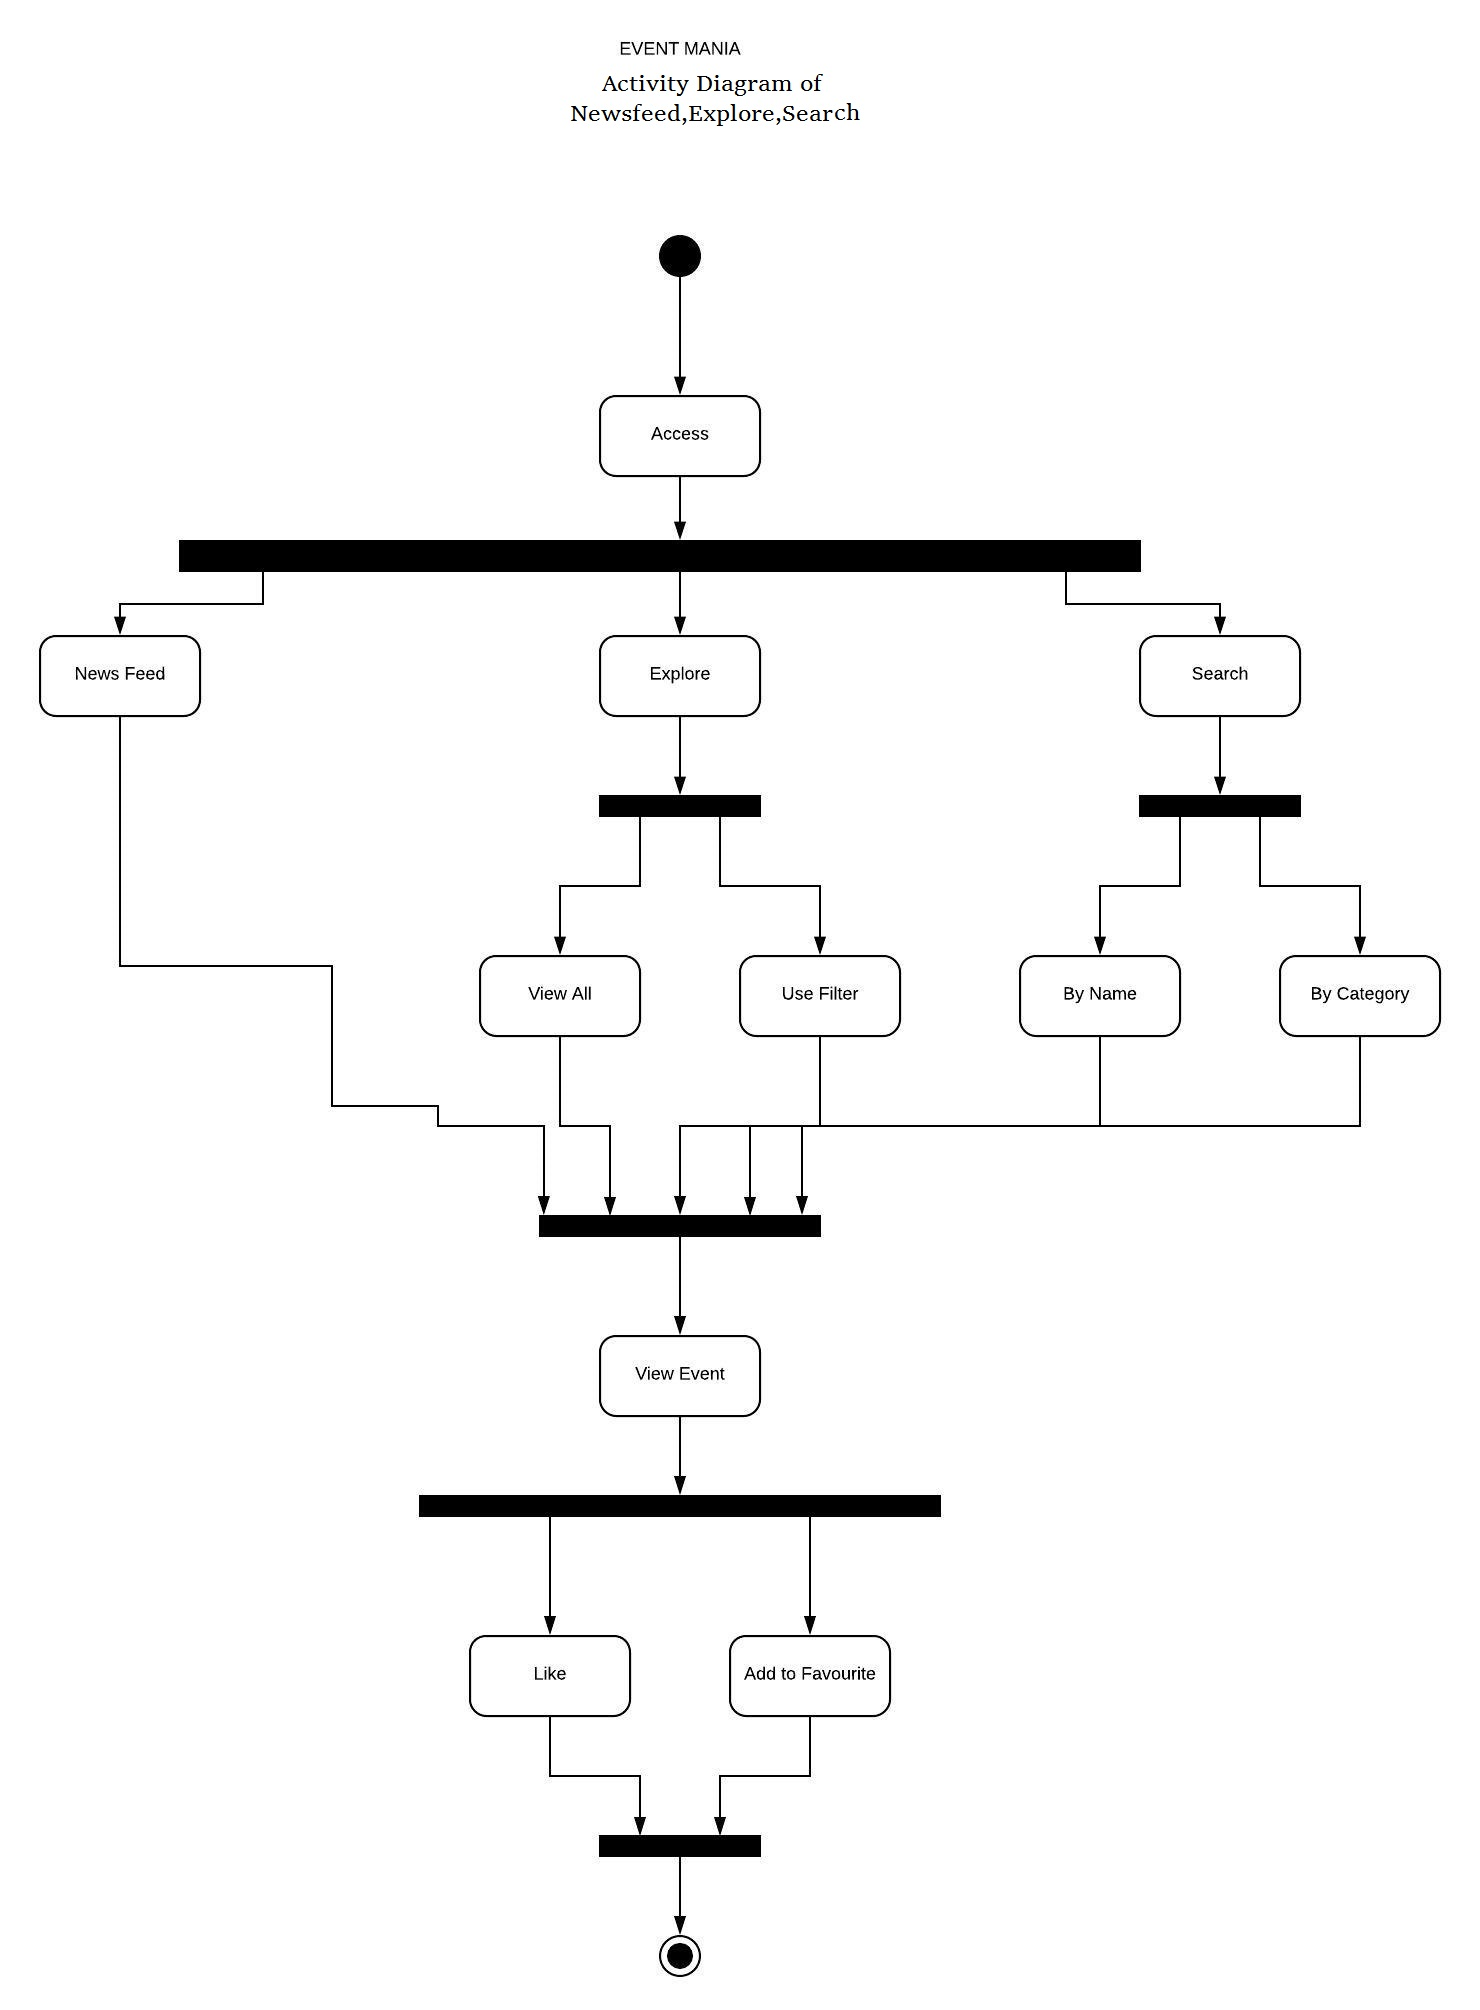 EVENT MANIA
Activity Diagram of
Newsfeed,Explore,Search
Access
News Feed
Explore
Search
View All
Use Filter
By Name
By Category
View Event
Like
Add to Favourite